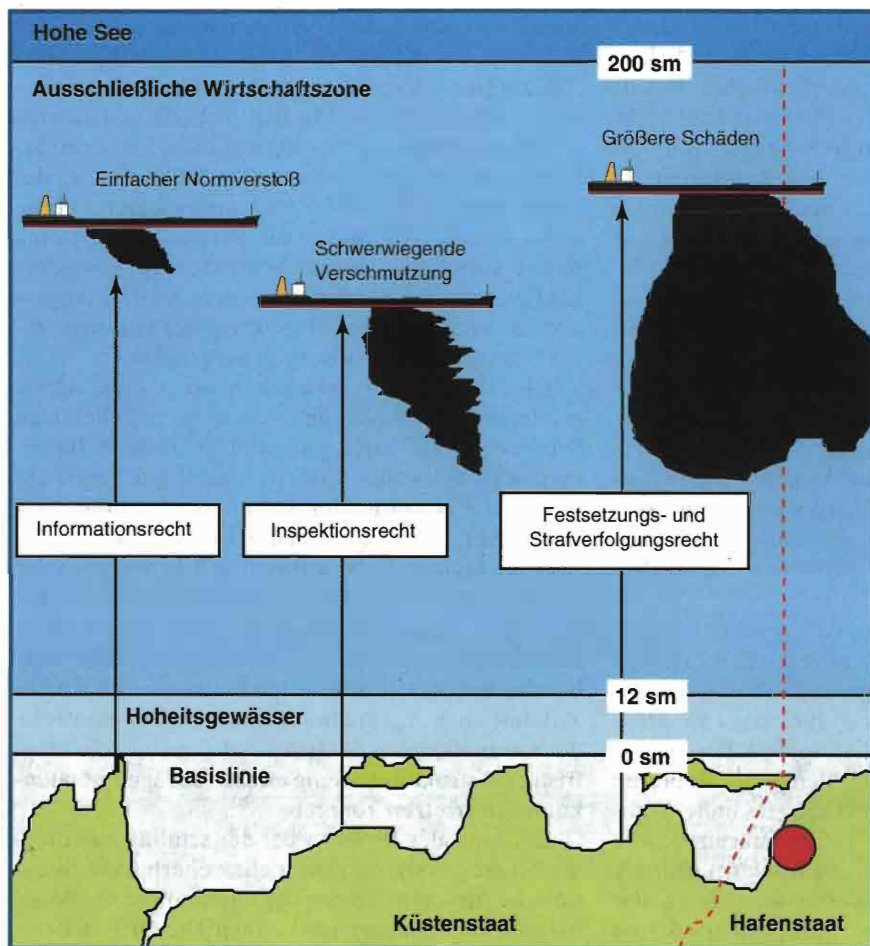 Hohe See
200 sm
Ausschließliche Wirtschaftszone
Größere Schäden
Einfacher Normverstoß
Schwerwiegende
Verschmutzung
Informationsrecht
Inspektionsrecht
Festsetzungs- und
Strafverfolgungsrecht
12 sm
Hoheitsgewässer
0 sm
Basislinie
Küstenstaat
Hafenstaat